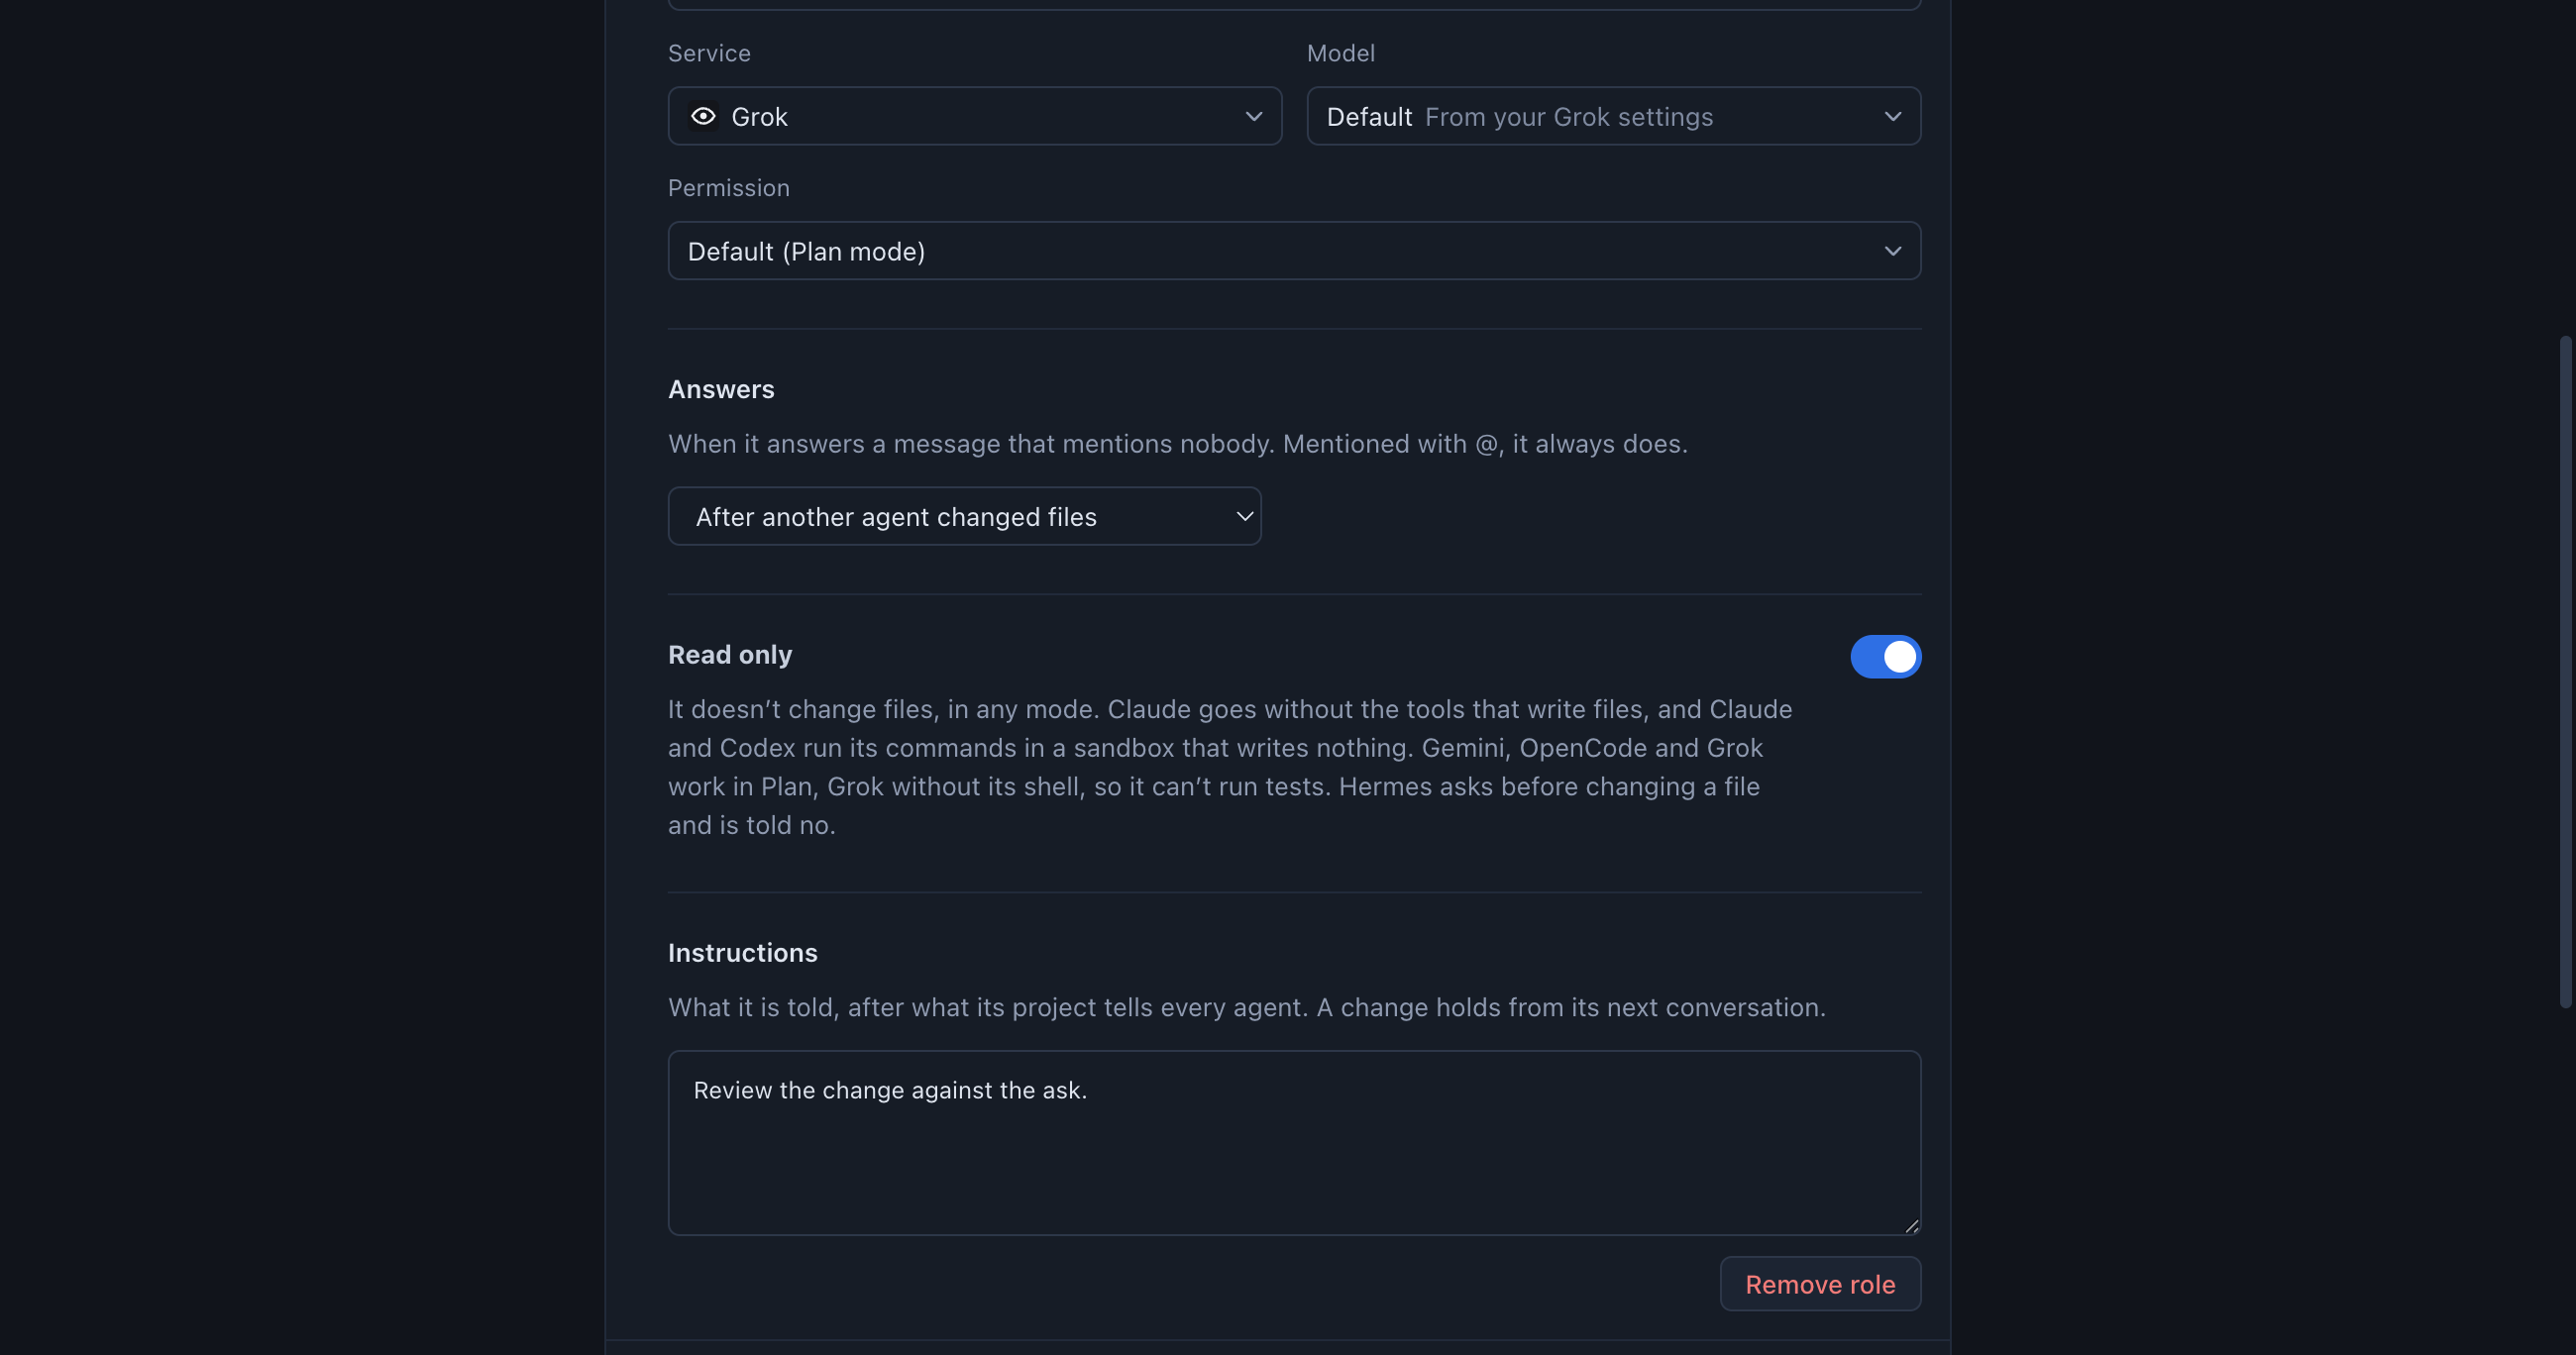 Service
Model
Grok
Default From your Grok settings
Permission
Default (Plan mode)
Answers
When it answers a message that mentions nobody. Mentioned with @, it always does.
After another agent changed files
Read only
It doesn’t change files, in any mode. Claude goes without the tools that write files, and Claude
and Codex run its commands in a sandbox that writes nothing. Gemini, OpenCode and Grok
work in Plan, Grok without its shell, so it can’t run tests. Hermes asks before changing a file
and is told no.
Instructions
What it is told, after what its project tells every agent. A change holds from its next conversation.
Review the change against the ask.
Remove role